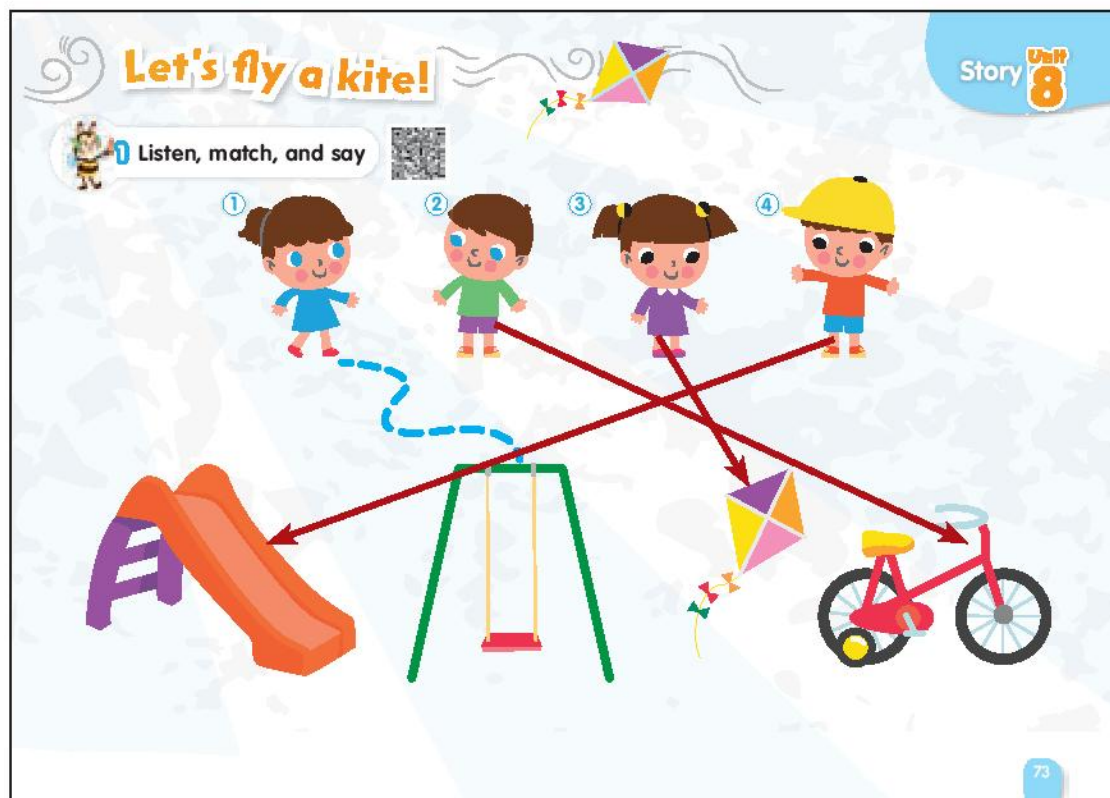 Let's fly a kite!
Story Unit 8
1 Listen, match, and say
1
2
3
4
73